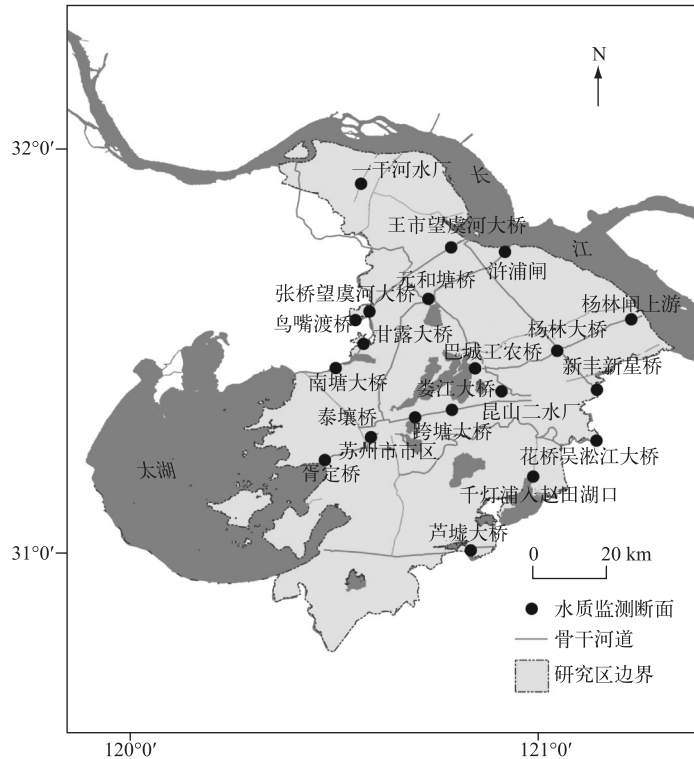 N
32°0′
一干河水厂
长
江
王市望虞河大桥
浒浦闸
元和塘桥
张桥望虞河大桥
杨林闸上游
鸟嘴渡桥
甘露大桥
杨林大桥
巴城王农桥
新丰新星桥
南塘大桥
娄江大桥
昆山二水厂
泰壤桥
跨塘大桥
苏州市市区
花桥吴淞江大桥
太湖
胥定桥
千灯浦入赵田湖口
芦墟大桥
31°0′
0 20 km
水质监测断面
骨干河道
研究区边界
120°0′ 121°0′